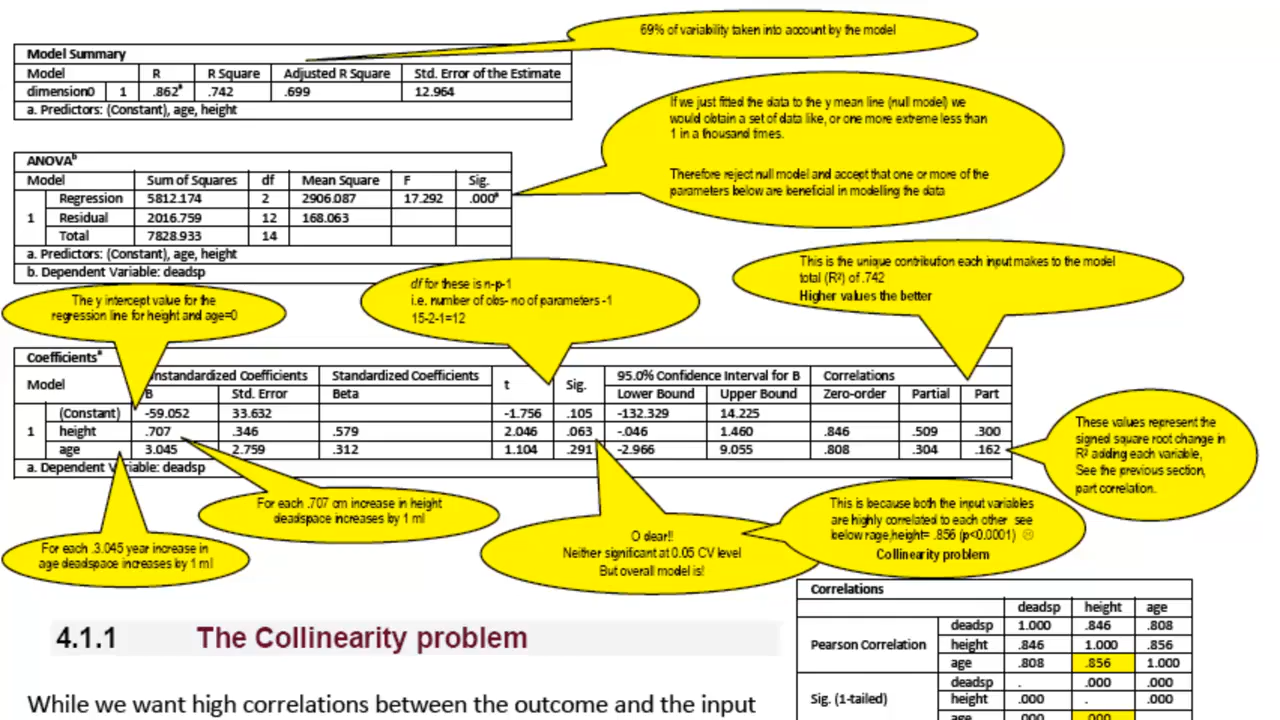 69% of variability taken into account by the model
Model Summary
Model R R Square Adjusted R Square Std. Error of the Estimate
dimension0 1 .862a .742 .699 12.964
a. Predictors: (Constant), age, height
If we just fitted the data to the y mean line (null model) we
would obtain a set of data like, or one more extreme less than
1 in a thousand times.
Therefore reject null model and accept that one or more of the
parameters below are beneficial in modelling the data
ANOVAb
Model Sum of Squares df Mean Square F Sig.
1 Regression 5812.174 2 2906.087 17.292 .000a
Residual 2016.759 12 168.063
Total 7828.933 14
a. Predictors: (Constant), age, height
b. Dependent Variable: deadsp
This is the unique contribution each input makes to the model
total (R²) of .742
Higher values the better
df for these is n-p-1
i.e. number of obs- no of parameters -1
15-2-1=12
The y intercept value for the
regression line for height and age=0
Coefficientsa
Model nstandardized Coefficients Standardized Coefficients t Sig. 95.0% Confidence Interval for B Correlations
B Std. Error Beta Lower Bound Upper Bound Zero-order Partial Part
1 (Constant) -59.052 33.632 -1.756 .105 -132.329 14.225
height .707 .346 .579 2.046 .063 -.046 1.460 .846 .509 .300
age 3.045 2.759 .312 1.104 .291 -2.966 9.055 .808 .304 .162
a. Dependent V iable: deadsp
These values represent the
signed square root change in
R² adding each variable,
See the previous section,
part correlation.
For each .707 cm increase in height
deadspace increases by 1 ml
For each .3.045 year increase in
age deadspace increases by 1 ml
O dear!!
Neither significant at 0.05 CV level
But overall model is!
This is because both the input variables
are highly correlated to each other see
below rage,height= .856 (p<0.0001) ☹
Collinearity problem
Correlations
deadsp height age
Pearson Correlation deadsp 1.000 .846 .808
height .846 1.000 .856
age .808 .856 1.000
Sig. (1-tailed) deadsp . .000 .000
height .000 . .000
age .000 .000
4.1.1 The Collinearity problem
While we want high correlations between the outcome and the input